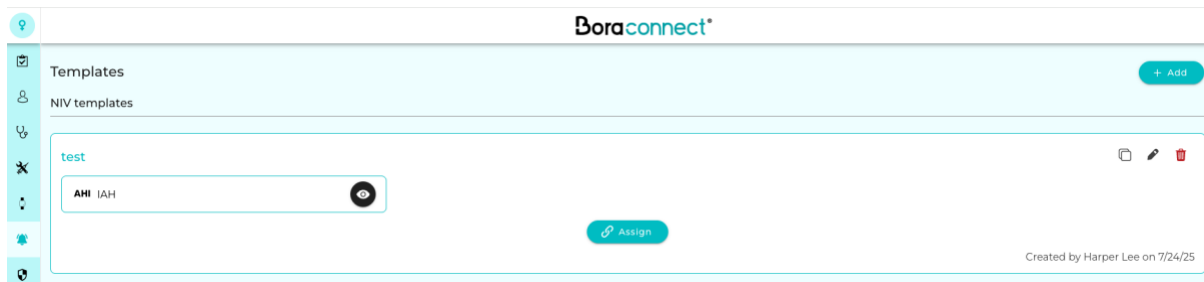 Boraconnect®
Templates
+ Add
NIV templates
test
AHI IAH
Assign
Created by Harper Lee on 7/24/25